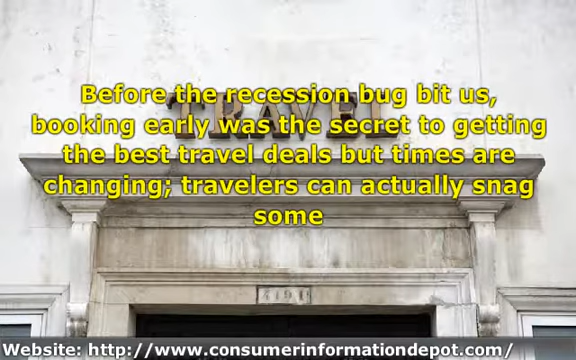 Before the recession bug bit us,
TRAVEL
booking early was the secret to getting
the best travel deals but times are
changing; travelers can actually snag
some
Website: http://www.consumerinformationdepot.com/